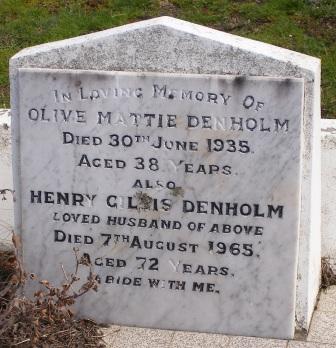 In Loving Memory Of
OLIVE MATTIE DENHOLM
Died 30th June 1935.
Aged 38 Years.
ALSO
HENRY GILLIS DENHOLM
LOVED HUSBAND OF ABOVE
Died 7th August 1965.
Aged 72 Years.
ABIDE WITH ME.